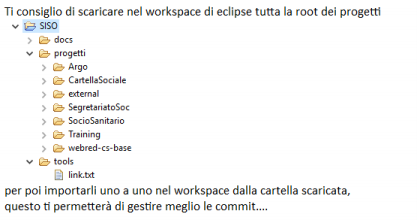 Ti consiglio di scaricare nel workspace di eclipse tutta la root dei progetti
SISO
docs
progetti
Argo
CartellaSociale
external
SegretariatoSoc
SocioSanitario
Training
webred-cs-base
tools
link.txt
per poi importarli uno a uno nel workspace dalla cartella scaricata,
questo ti permetterà di gestire meglio le commit....